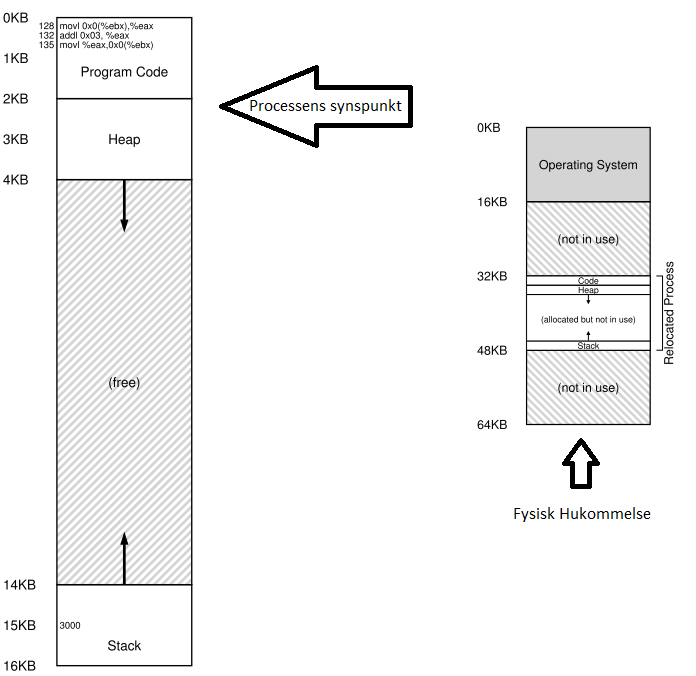 0KB
128 movl 0x0(%ebx),%eax
132 addl 0x03, %eax
135 movl %eax,0x0(%ebx)
1KB
Program Code
2KB
3KB
Heap
4KB
(free)
14KB
15KB
3000
Stack
16KB
Processens synspunkt
0KB
Operating System
16KB
(not in use)
32KB
Code
Heap
(allocated but not in use)
Stack
48KB
Relocated Process
(not in use)
64KB
Fysisk Hukommelse